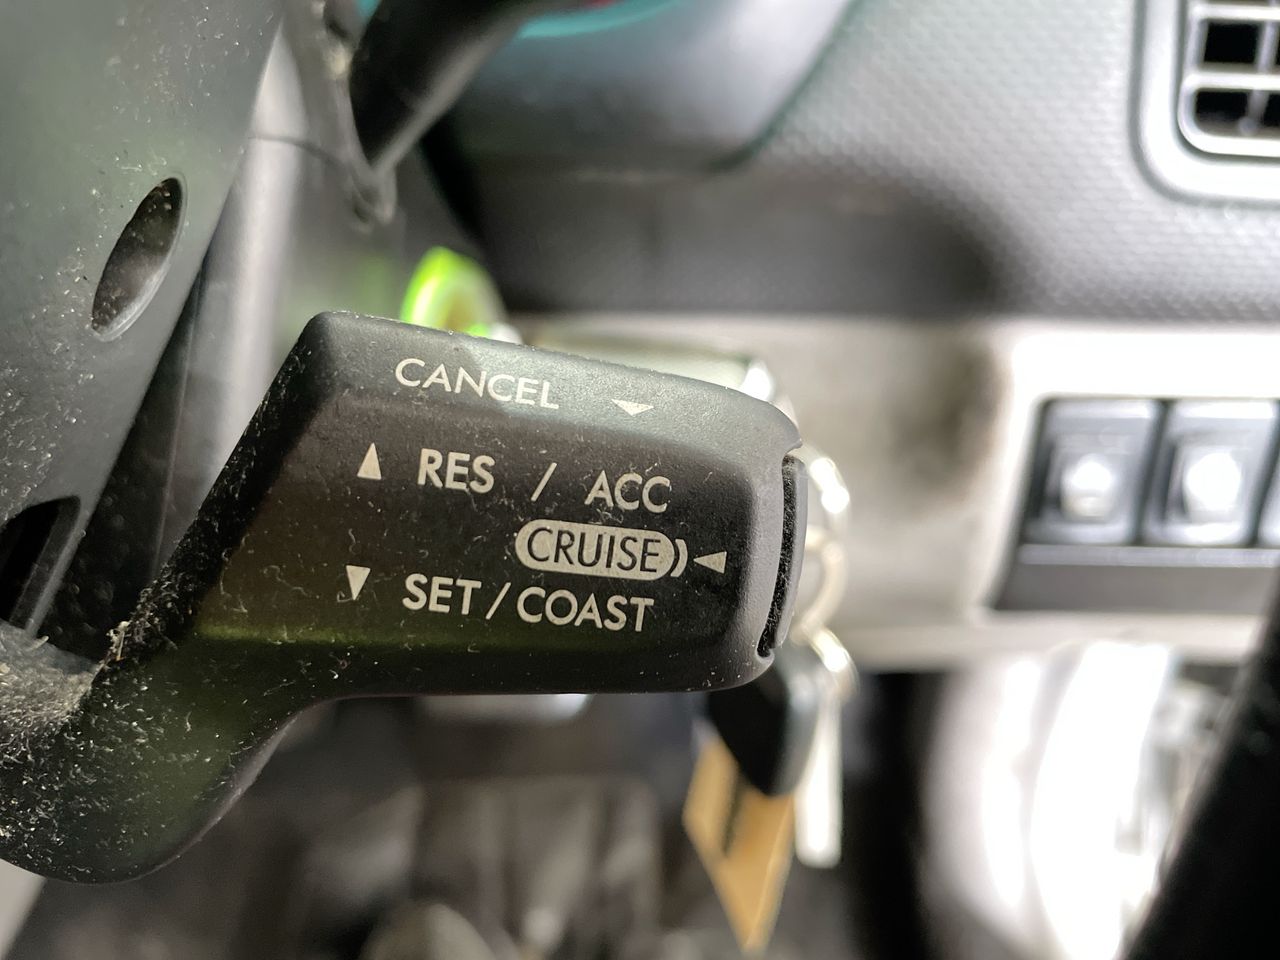 CANCEL
RES / ACC
CRUISE
SET / COAST